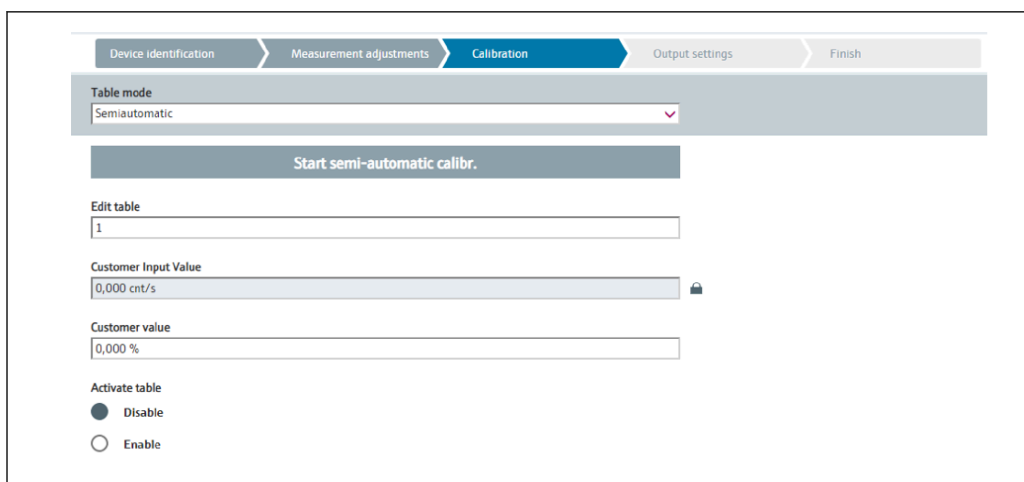 Device identification
Measurement adjustments
Calibration
Output settings
Finish
Table mode
Semiautomatic
Start semi-automatic calibr.
Edit table
1
Customer Input Value
0,000 cnt/s
Customer value
0,000 %
Activate table
Disable
Enable